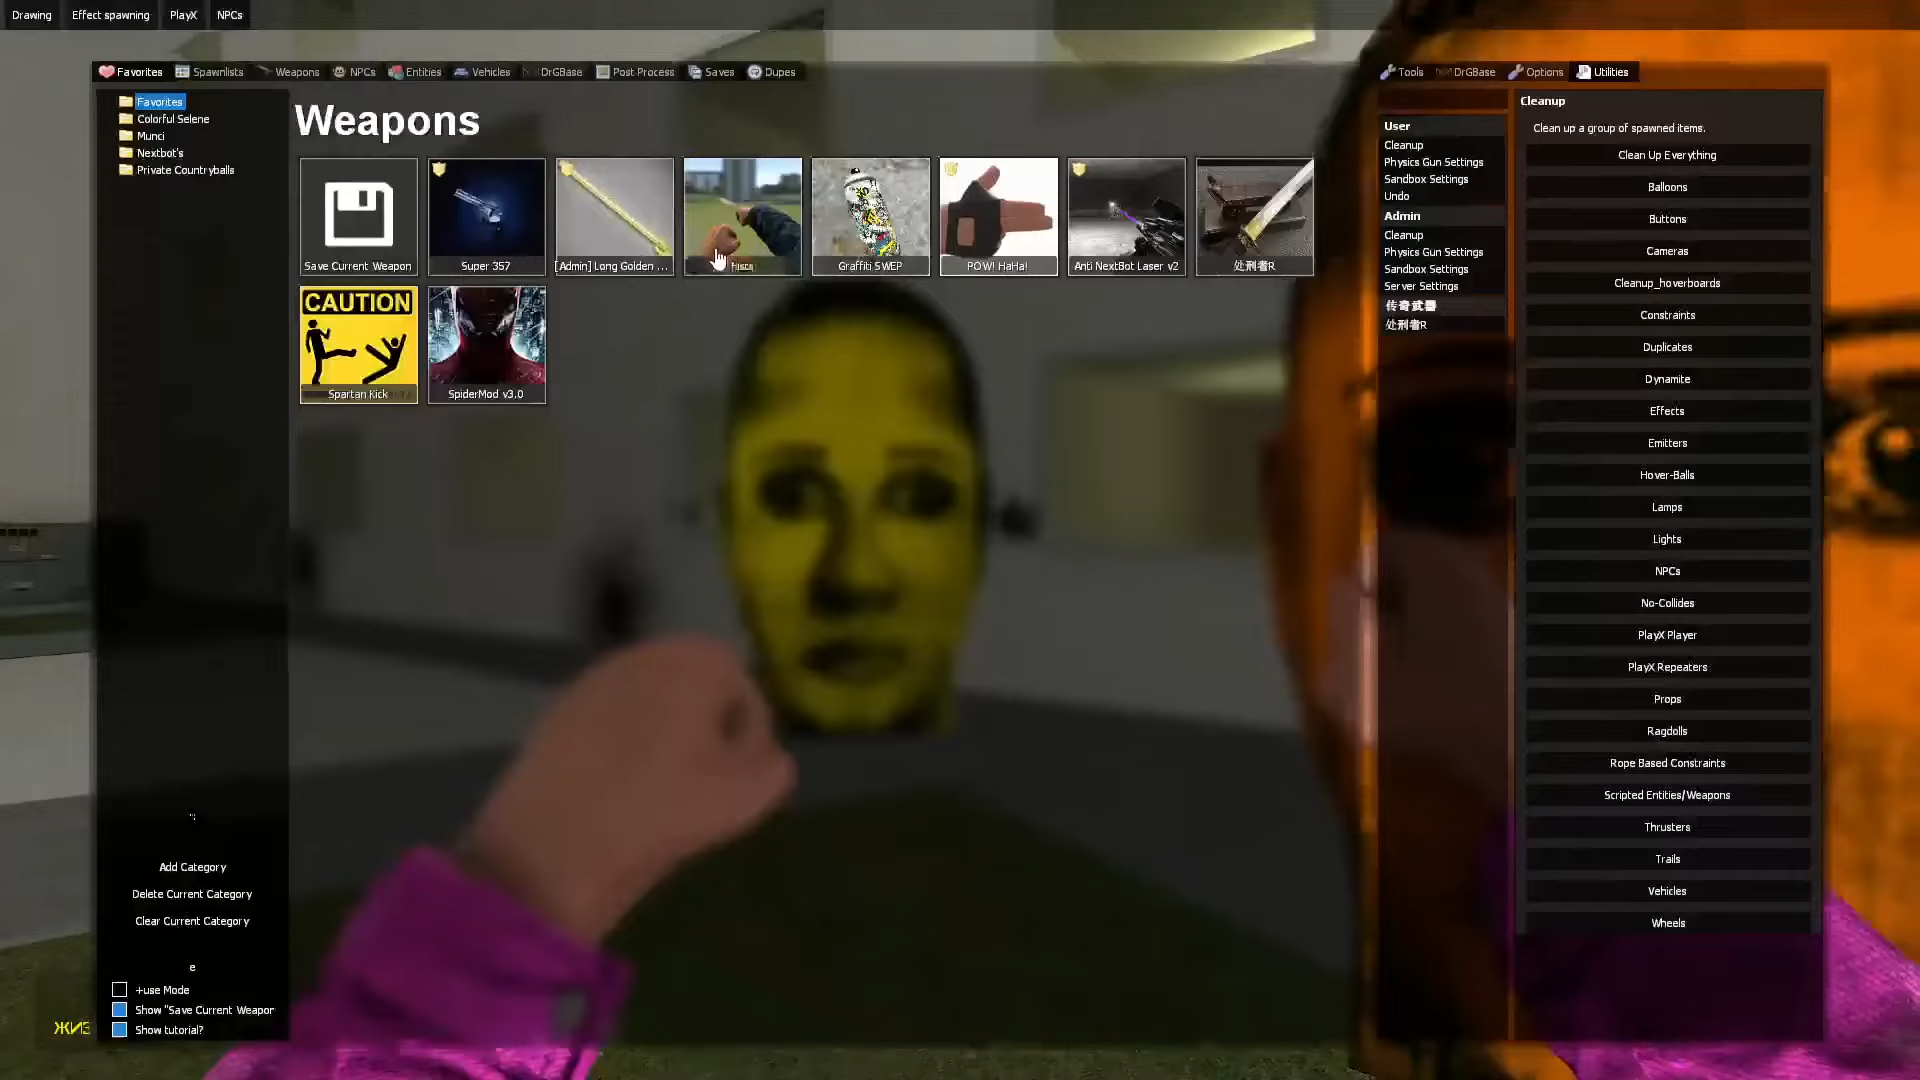 Drawing
Effect spawning
PlayX
NPCs
Favorites
Spawnlists
Weapons
NPCs
Entities
Vehicles
DrGBase
Post Process
Saves
Dupes
Favorites
Colorful Selene
Munci
Nextbot's
Private Countryballs
Weapons
Save Current Weapon
Super 357
[Admin] Long Golden ...
Graffiti SWEP
POW! HaHa!
Anti NextBot Laser v2
处刑者R
CAUTION
Spartan Kick
SpiderMod v3.0
Add Category
Delete Current Category
Clear Current Category
e
+use Mode
Show "Save Current Weapor
Show tutorial?
ЖИЗ
Tools
DrGBase
Options
Utilities
User
Cleanup
Physics Gun Settings
Sandbox Settings
Undo
Admin
Cleanup
Physics Gun Settings
Sandbox Settings
Server Settings
传奇武器
处刑者R
Cleanup
Clean up a group of spawned items.
Clean Up Everything
Balloons
Buttons
Cameras
Cleanup_hoverboards
Constraints
Duplicates
Dynamite
Effects
Emitters
Hover-Balls
Lamps
Lights
NPCs
No-Collides
PlayX Player
PlayX Repeaters
Props
Ragdolls
Rope Based Constraints
Scripted Entities/Weapons
Thrusters
Trails
Vehicles
Wheels